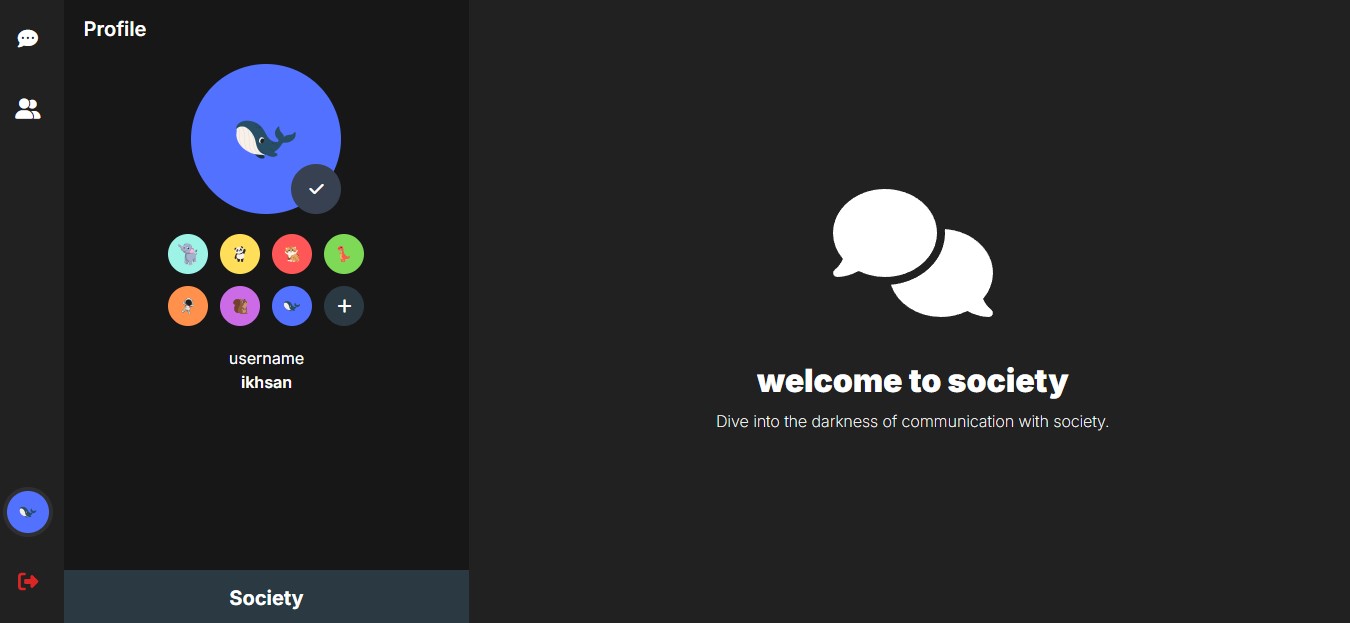 Profile
username
ikhsan
Society
welcome to society
Dive into the darkness of communication with society.